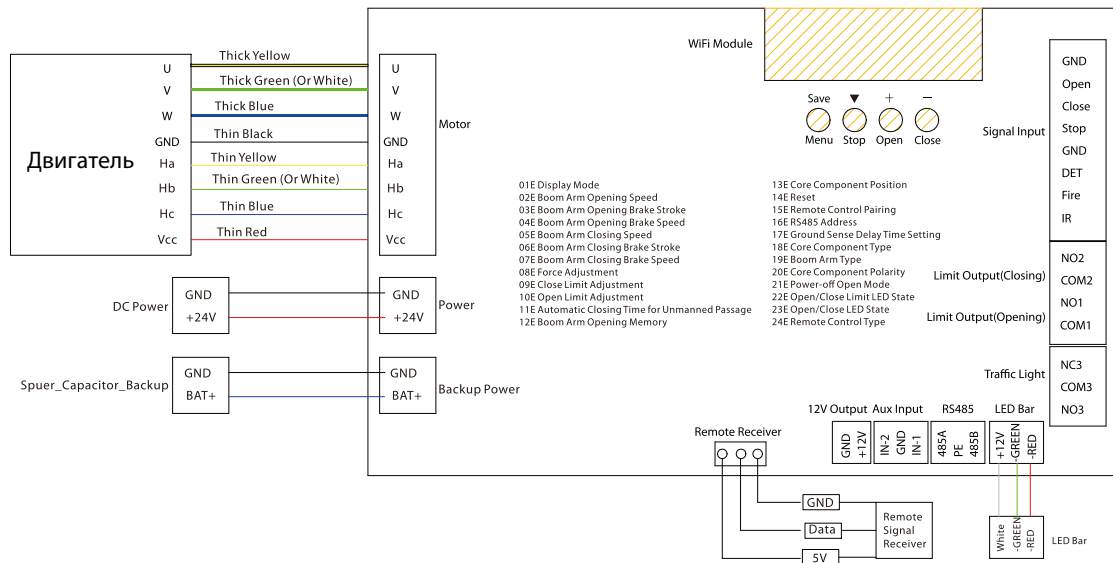 Двигатель
U
V
W
GND
Ha
Hb
Hc
Vcc
Thick Yellow
Thick Green (Or White)
Thick Blue
Thin Black
Thin Yellow
Thin Green (Or White)
Thin Blue
Thin Red
U
V
W
GND
Ha
Hb
Hc
Vcc
Motor
DC Power
GND
+24V
GND
+24V
Power
Spuer_Capacitor_Backup
GND
BAT+
GND
BAT+
Backup Power
WiFi Module
Save
▼
+
−
Menu
Stop
Open
Close
01E Display Mode
02E Boom Arm Opening Speed
03E Boom Arm Opening Brake Stroke
04E Boom Arm Opening Brake Speed
05E Boom Arm Closing Speed
06E Boom Arm Closing Brake Stroke
07E Boom Arm Closing Brake Speed
08E Force Adjustment
09E Close Limit Adjustment
10E Open Limit Adjustment
11E Automatic Closing Time for Unmanned Passage
12E Boom Arm Opening Memory
13E Core Component Position
14E Reset
15E Remote Control Pairing
16E RS485 Address
17E Ground Sense Delay Time Setting
18E Core Component Type
19E Boom Arm Type
20E Core Component Polarity
21E Power-off Open Mode
22E Open/Close Limit LED State
23E Open/Close LED State
24E Remote Control Type
Signal Input
GND
Open
Close
Stop
GND
DET
Fire
IR
Limit Output(Closing)
Limit Output(Opening)
NO2
COM2
NO1
COM1
Traffic Light
NC3
COM3
NO3
12V Output
GND
+12V
Aux Input
IN-2
GND
IN-1
RS485
485A
PE
485B
LED Bar
+12V
-GREEN
-RED
Remote Receiver
GND
Data
5V
Remote
Signal
Receiver
White
-GREEN
-RED
LED Bar